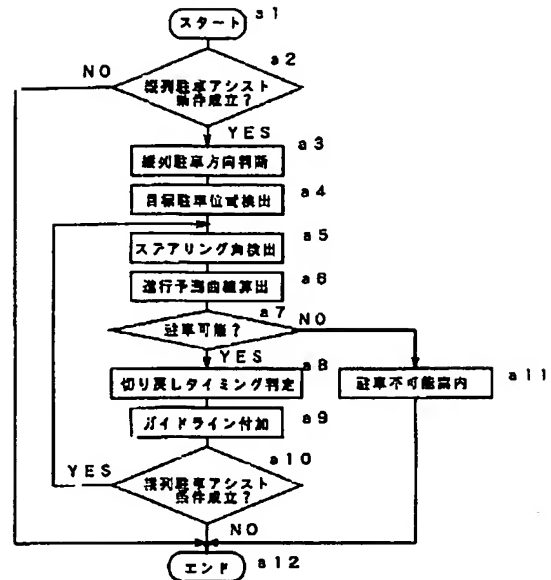 スタート a1
a2
NO
縦列駐車アシスト
条件成立？
YES
a3
縦列駐車方向判断
a4
目標駐車位置検出
a5
ステアリング角検出
a6
進行予測曲線算出
a7
駐車可能？ NO
YES
a8
切り戻しタイミング判定
駐車不可能案内 a11
a9
ガイドライン付加
a10
YES
縦列駐車アシスト
条件成立？
NO
エンド a12